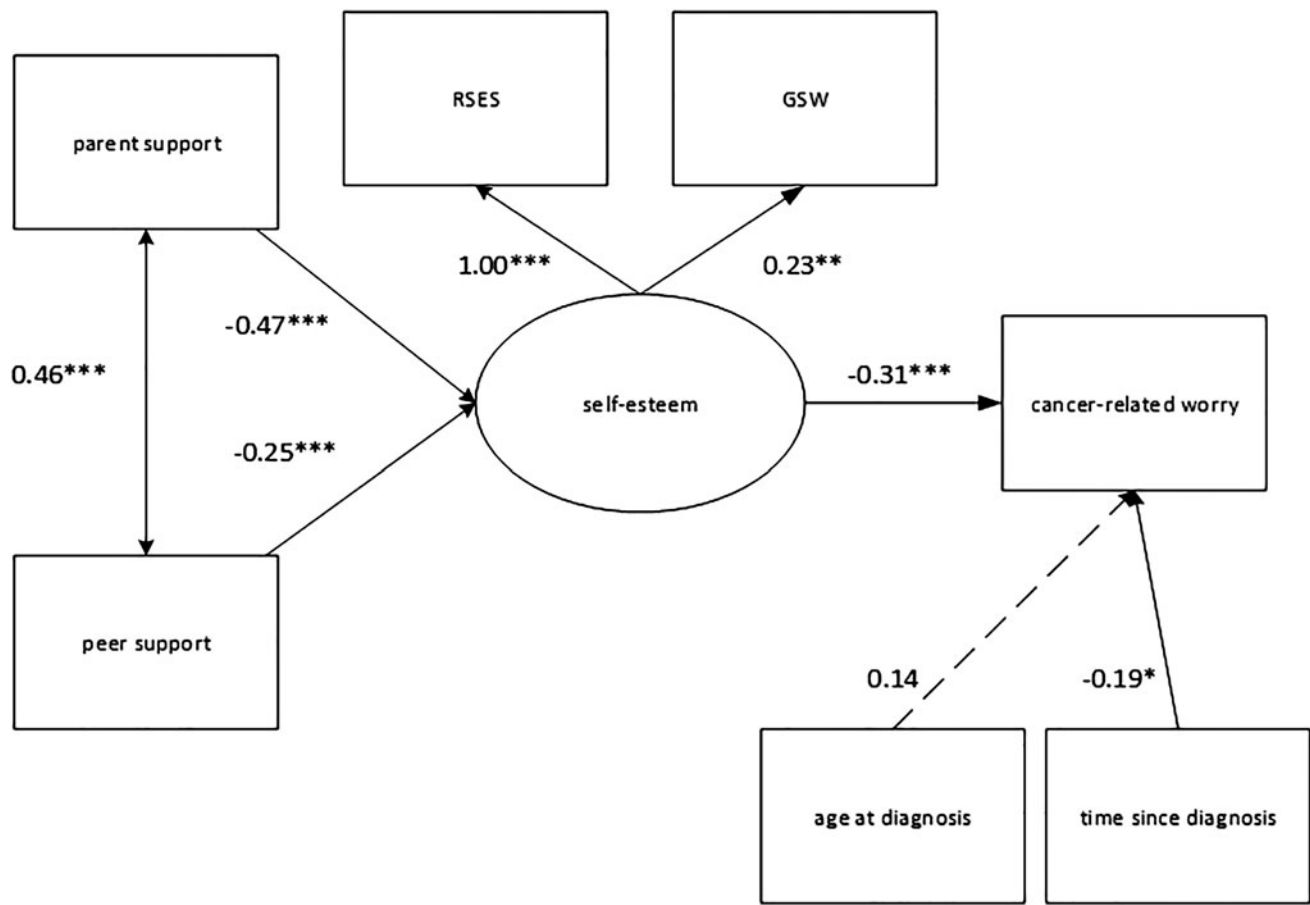 RSES
GSW
parent support
1.00***
0.23**
-0.47***
0.46***
-0.31***
self-esteem
cancer-related worry
-0.25***
peer support
0.14
-0.19*
age at diagnosis
time since diagnosis